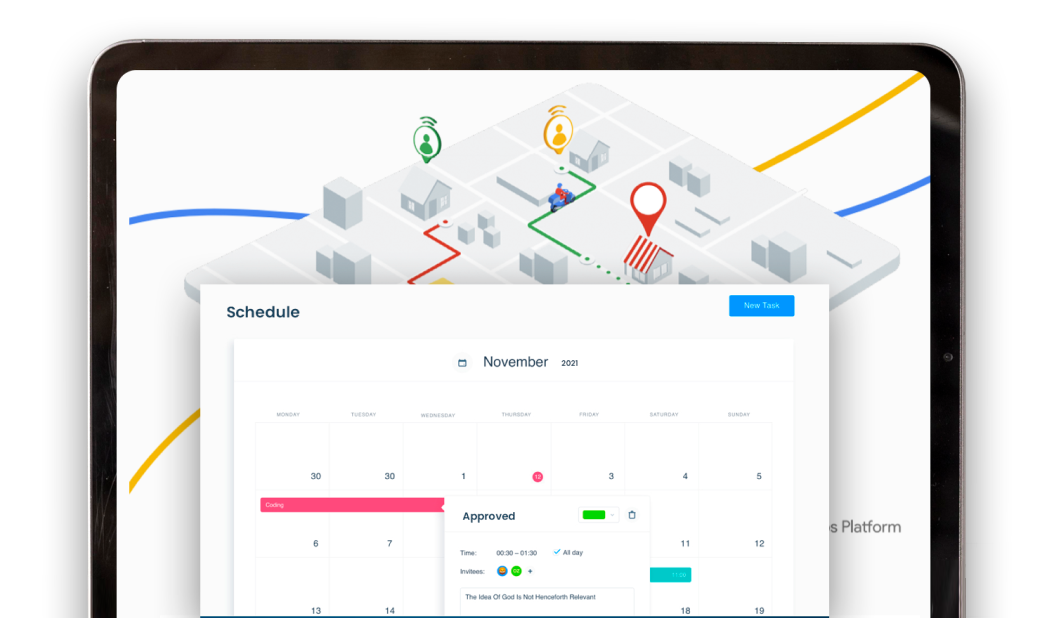 Schedule
New Task
November 2021
MONDAY TUESDAY WEDNESDAY THURSDAY FRIDAY SATURDAY SUNDAY
30 30 1 12 3 4 5
Coding
Approved
s Platform
6 7 11 12
Time: 00:30 – 01:30 All day
Invitees: +
The Idea Of God Is Not Henceforth Relevant
13 14 18 19